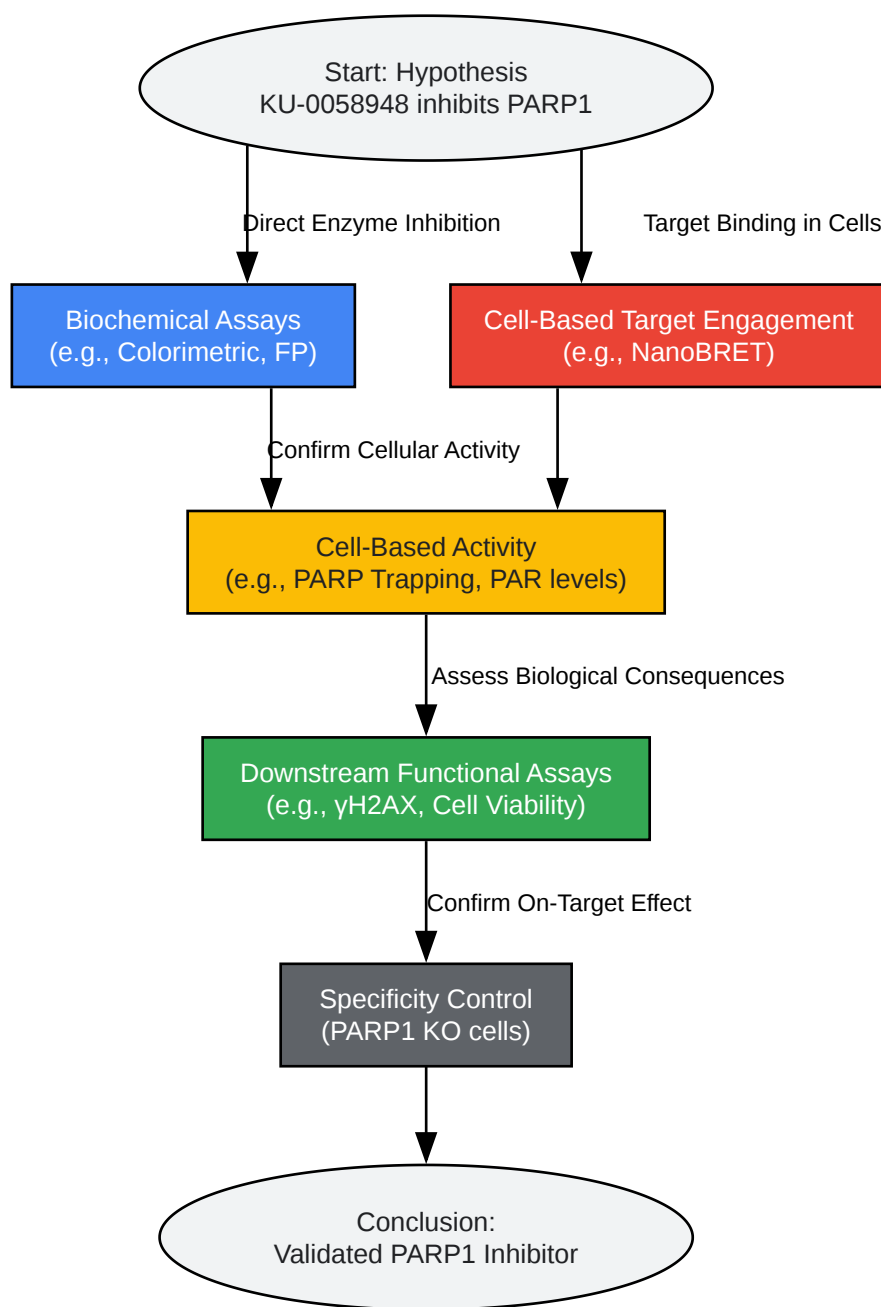 Start: Hypothesis
KU-0058948 inhibits PARP1
Direct Enzyme Inhibition
Target Binding in Cells
Biochemical Assays
(e.g., Colorimetric, FP)
Cell-Based Target Engagement
(e.g., NanoBRET)
Confirm Cellular Activity
Cell-Based Activity
(e.g., PARP Trapping, PAR levels)
Assess Biological Consequences
Downstream Functional Assays
(e.g., γH2AX, Cell Viability)
Confirm On-Target Effect
Specificity Control
(PARP1 KO cells)
Conclusion:
Validated PARP1 Inhibitor